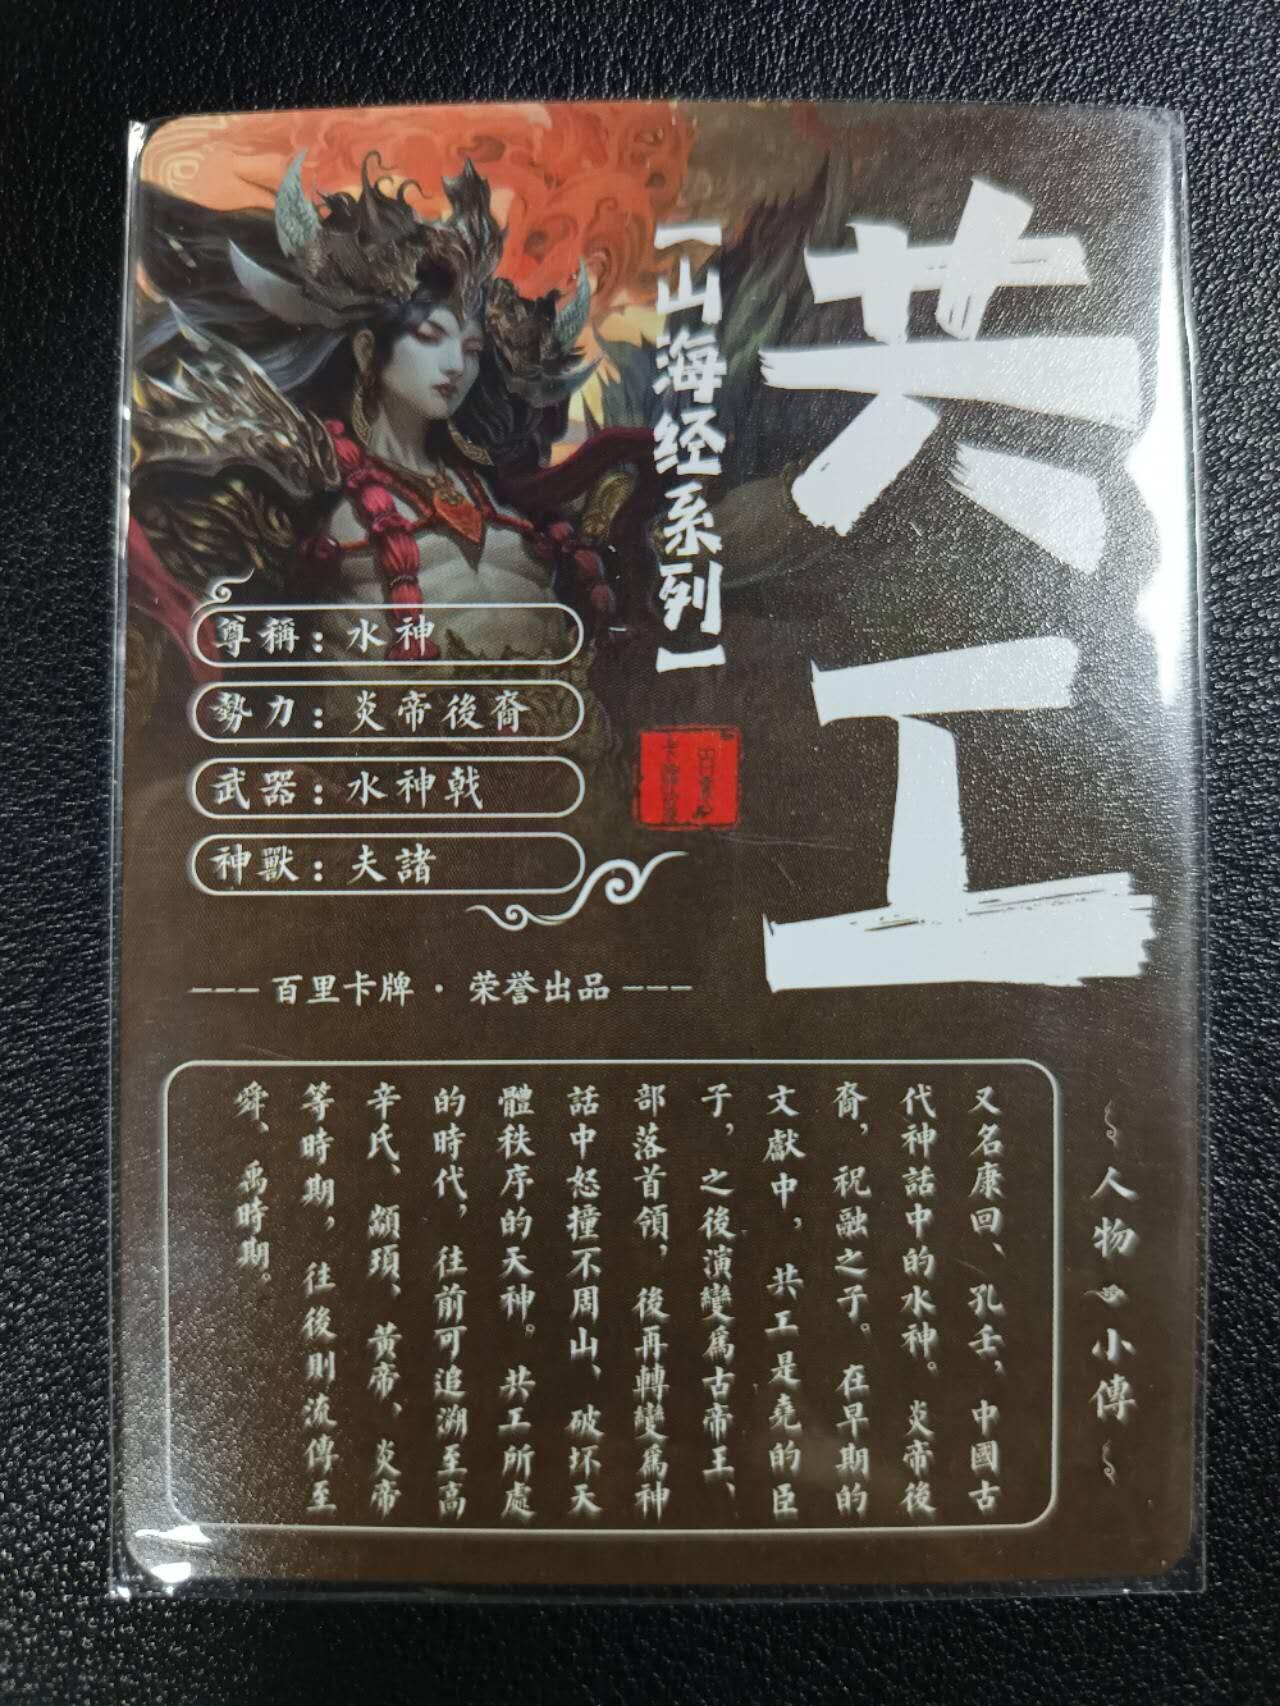 共工
【山海经系列】
尊稱：水神
勢力：炎帝後裔
武器：水神戟
神獸：夫諸
--- 百里卡牌 · 荣誉出品 ---
人物小傳
又名康回、孔壬，中國古
代神話中的水神。炎帝後
裔，祝融之子。在早期的
文獻中，共工是堯的臣
子，之後演變爲古帝王、
部落首領，後再轉變爲神
話中怒撞不周山、破坏天
體秩序的天神。共工所處
的時代，往前可追溯至高
辛氏、顓頊、黃帝、炎帝
等時期，往後則流傳至
舜、禹時期。